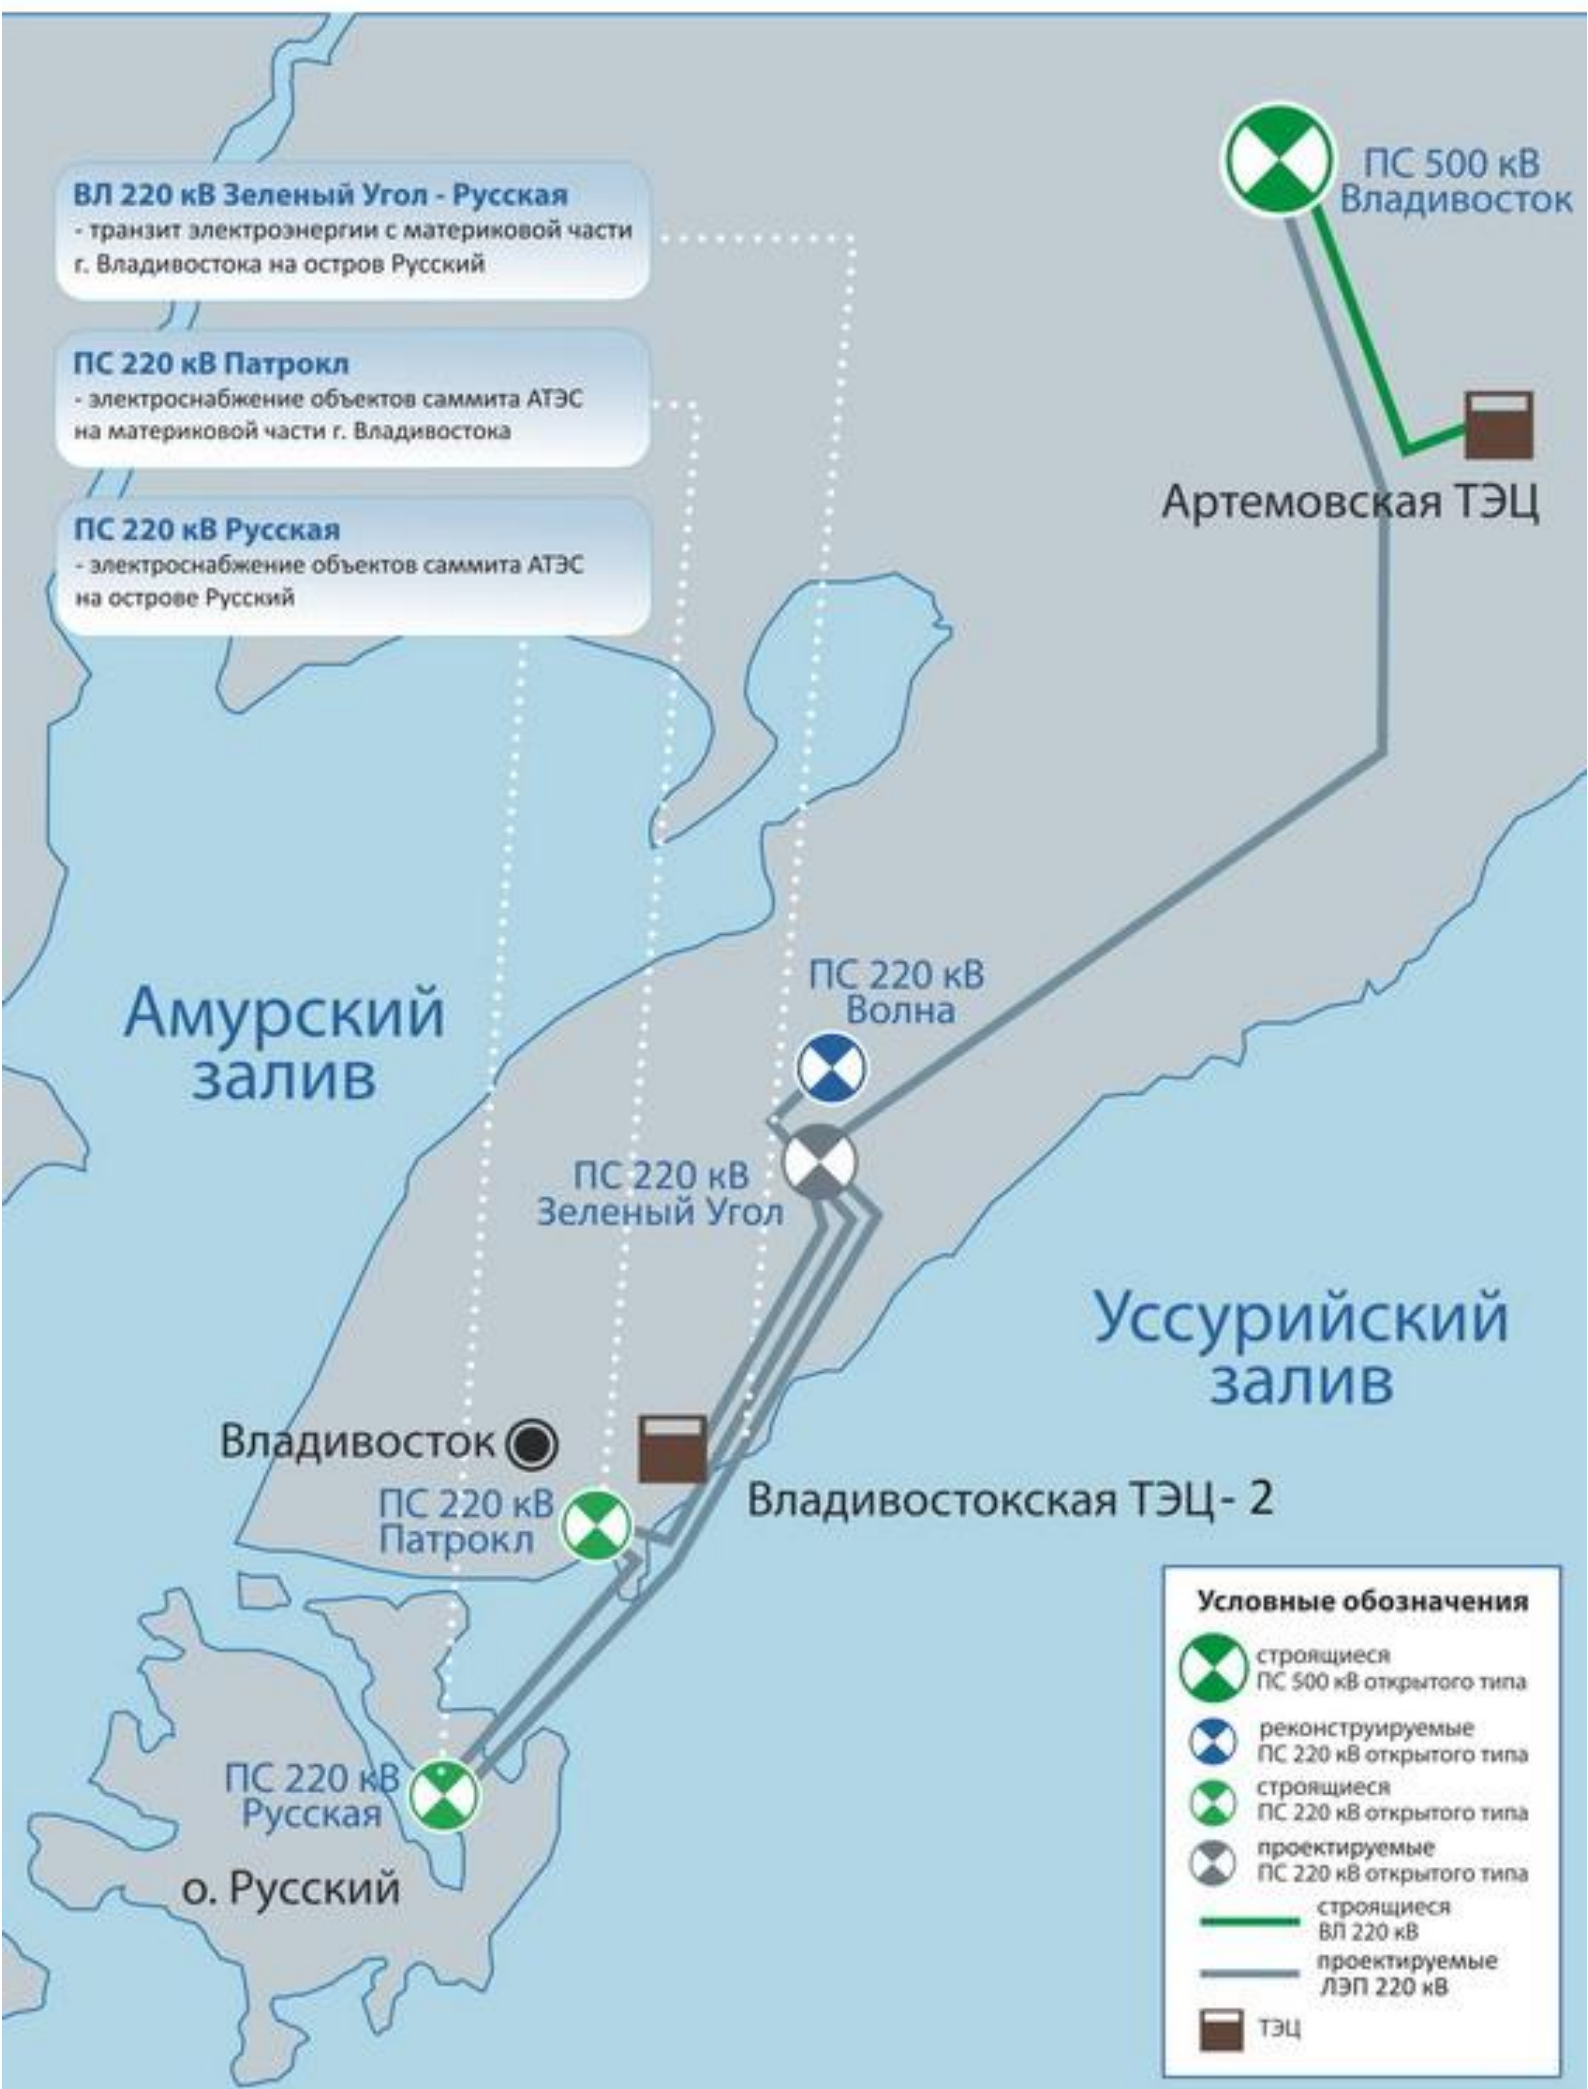 ВЛ 220 кВ Зеленый Угол - Русская
- транзит электроэнергии с материковой части
г. Владивостока на остров Русский
ПС 220 кВ Патрокл
- электроснабжение объектов саммита АТЭС
на материковой части г. Владивостока
ПС 220 кВ Русская
- электроснабжение объектов саммита АТЭС
на острове Русский
ПС 500 кВ
Владивосток
Артемовская ТЭЦ
Амурский
залив
ПС 220 кВ
Волна
ПС 220 кВ
Зеленый Угол
Уссурийский
залив
Владивосток
Владивостокская ТЭЦ- 2
ПС 220 кВ
Патрокл
ПС 220 кВ
Русская
о. Русский
Условные обозначения
строящиеся
ПС 500 кВ открытого типа
реконструируемые
ПС 220 кВ открытого типа
строящиеся
ПС 220 кВ открытого типа
проектируемые
ПС 220 кВ открытого типа
строящиеся
ВЛ 220 кВ
проектируемые
ЛЭП 220 кВ
ТЭЦ